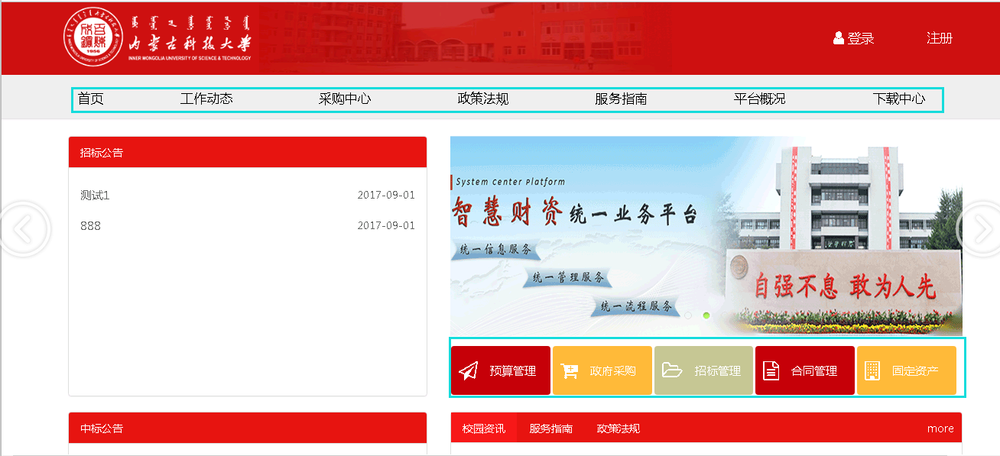 内蒙古科技大学
INNER MONGOLIA UNIVERSITY OF SCIENCE & TECHNOLOGY
1956
登录 注册
首页 工作动态 采购中心 政策法规 服务指南 平台概况 下载中心
招标公告
测试1 2017-09-01
888 2017-09-01
System center Platform
智慧财资统一业务平台
统一信息服务
统一管理服务
统一流程服务
自强不息 敢为人先
预算管理 政府采购 招标管理 合同管理 固定资产
中标公告
校园资讯 服务指南 政策法规 more